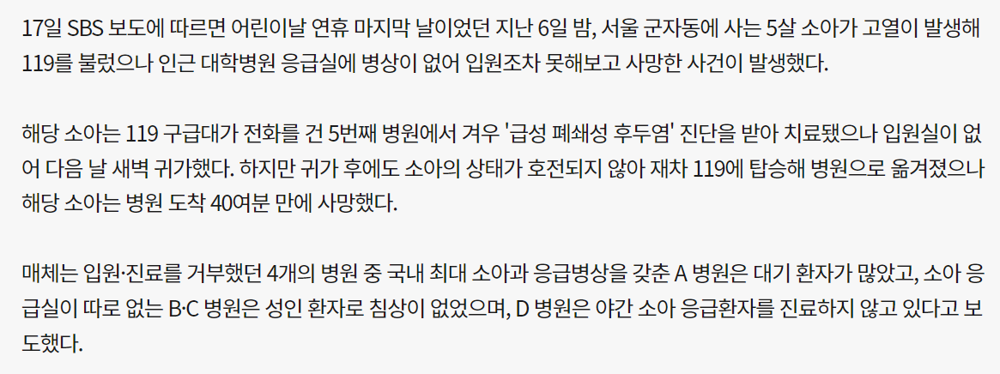 17일 SBS 보도에 따르면 어린이날 연휴 마지막 날이었던 지난 6일 밤, 서울 군자동에 사는 5살 소아가 고열이 발생해
119를 불렀으나 인근 대학병원 응급실에 병상이 없어 입원조차 못해보고 사망한 사건이 발생했다.
해당 소아는 119 구급대가 전화를 건 5번째 병원에서 겨우 '급성 폐쇄성 후두염' 진단을 받아 치료됐으나 입원실이 없
어 다음 날 새벽 귀가했다. 하지만 귀가 후에도 소아의 상태가 호전되지 않아 재차 119에 탑승해 병원으로 옮겨졌으나
해당 소아는 병원 도착 40여분 만에 사망했다.
매체는 입원·진료를 거부했던 4개의 병원 중 국내 최대 소아과 응급병상을 갖춘 A 병원은 대기 환자가 많았고, 소아 응
급실이 따로 없는 B·C 병원은 성인 환자로 침상이 없었으며, D 병원은 야간 소아 응급환자를 진료하지 않고 있다고 보
도했다.